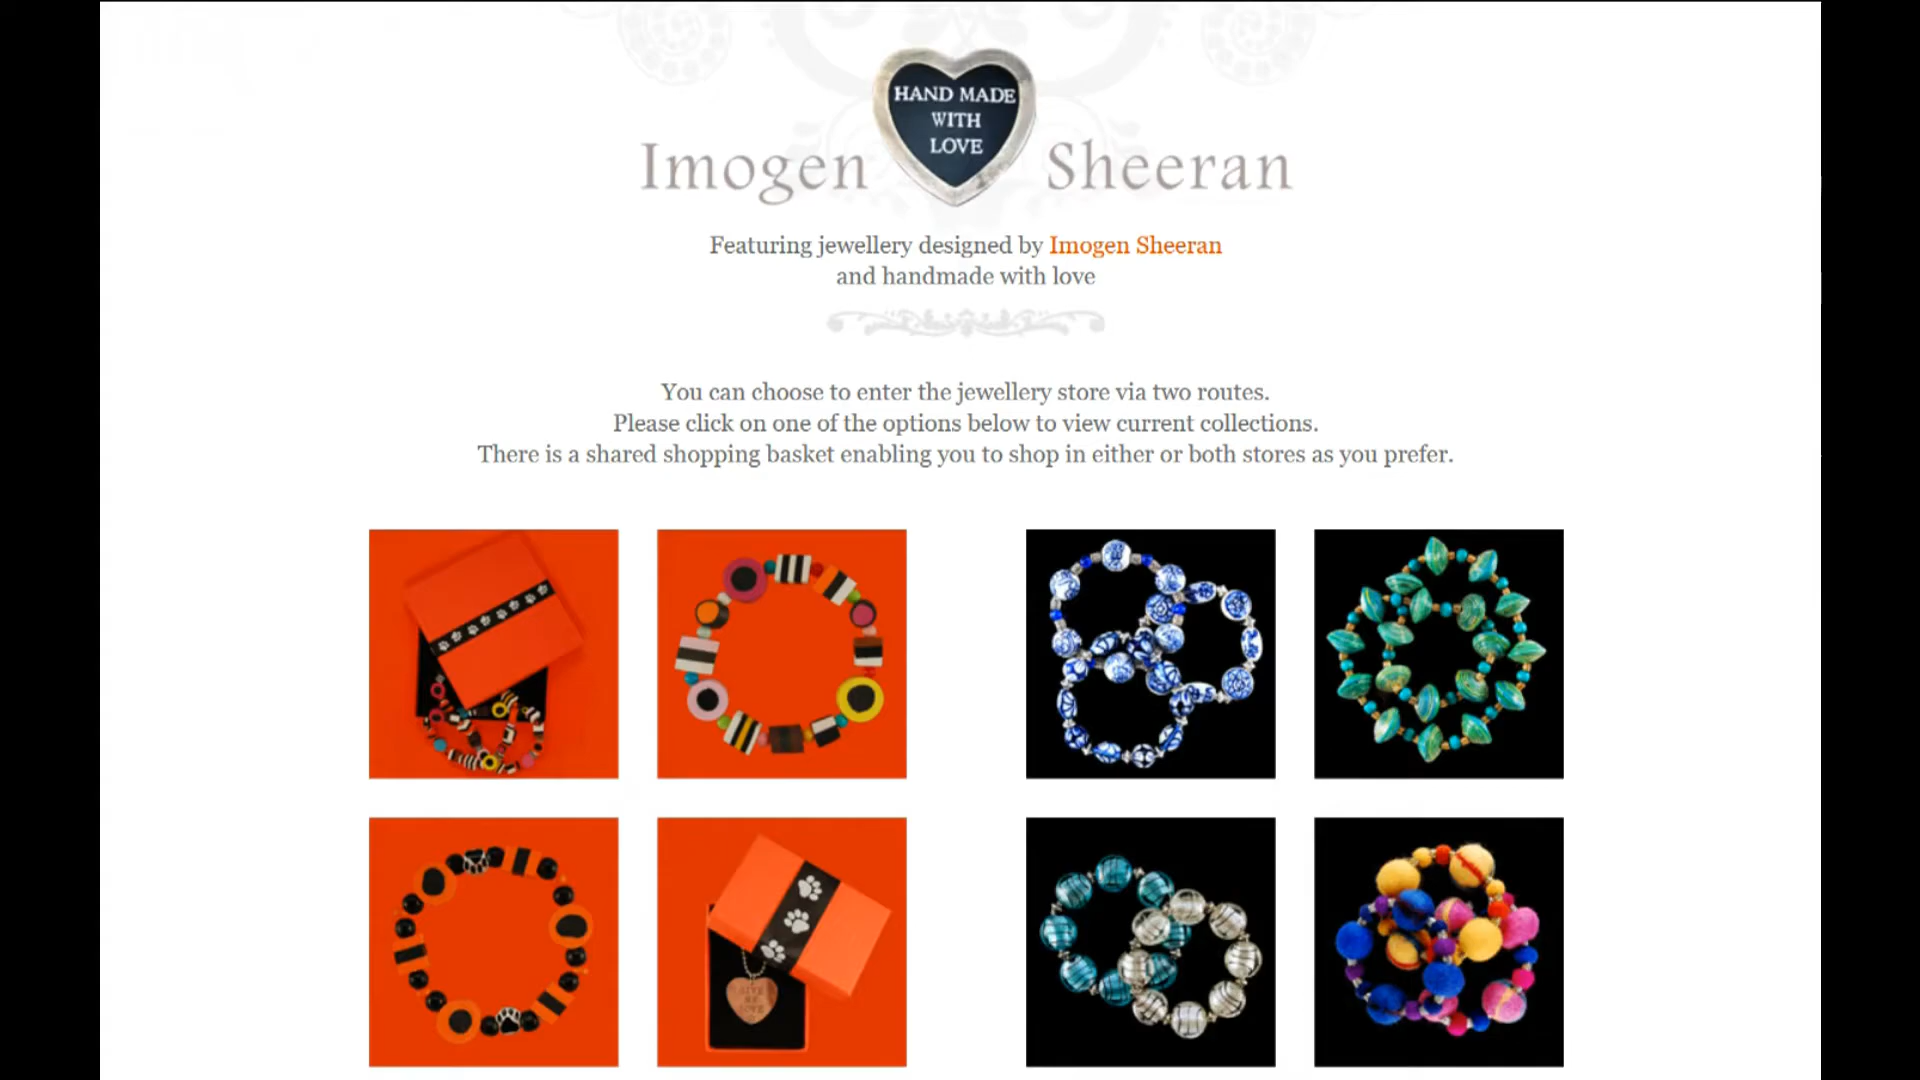 HAND MADE
WITH
LOVE
Imogen Sheeran
Featuring jewellery designed by Imogen Sheeran
and handmade with love
You can choose to enter the jewellery store via two routes.
Please click on one of the options below to view current collections.
There is a shared shopping basket enabling you to shop in either or both stores as you prefer.